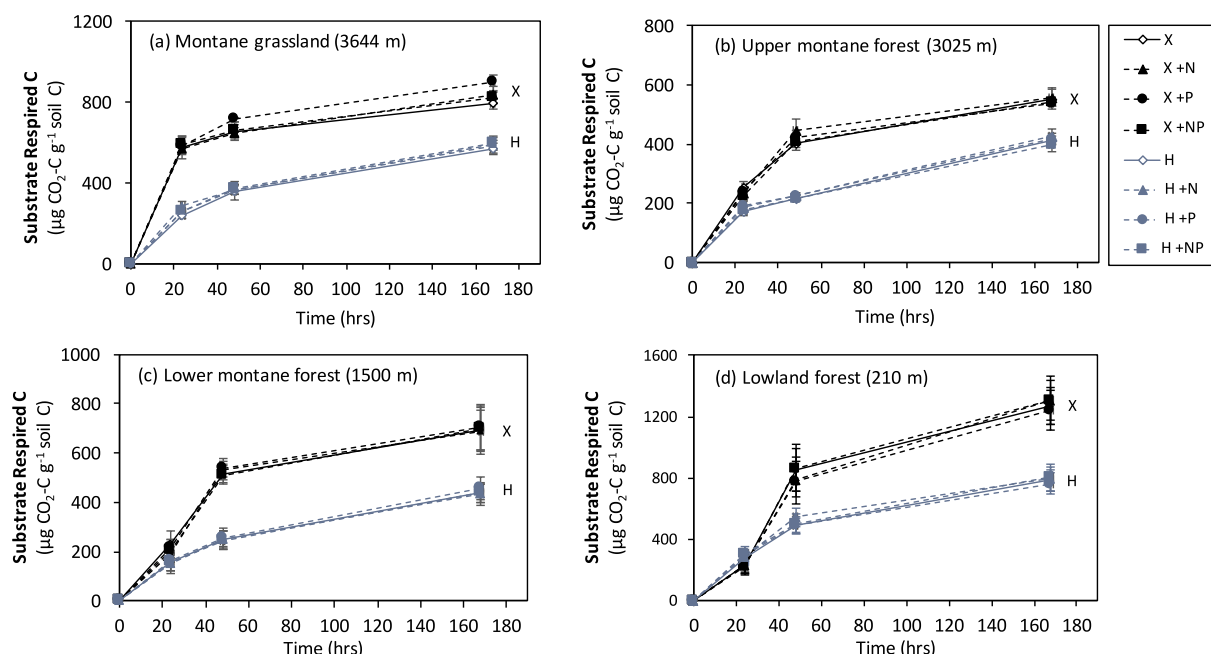 (a) Montane grassland (3644 m)
Substrate Respired C
(µg CO₂-C g⁻¹ soil C)
1200
800
400
0
0 20 40 60 80 100 120 140 160 180
Time (hrs)
X
H
(b) Upper montane forest (3025 m)
Substrate Respired C
(µg CO₂-C g⁻¹ soil C)
800
600
400
200
0
0 20 40 60 80 100 120 140 160 180
Time (hrs)
X
H
X
X +N
X +P
X +NP
H
H +N
H +P
H +NP
(c) Lower montane forest (1500 m)
Substrate Respired C
(µg CO₂-C g⁻¹ soil C)
1000
800
600
400
200
0
0 20 40 60 80 100 120 140 160 180
Time (hrs)
X
H
(d) Lowland forest (210 m)
Substrate Respired C
(µg CO₂-C g⁻¹ soil C)
1600
1200
800
400
0
0 20 40 60 80 100 120 140 160 180
Time (hrs)
X
H